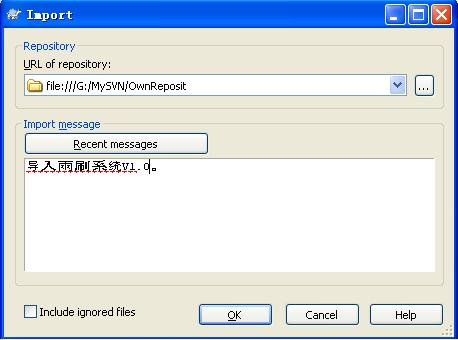 Import
Repository
URL of repository:
file:///G:/MySVN/OwnReposit
...
Import message
Recent messages
导入雨刷系统V1.0。
Include ignored files
OK
Cancel
Help